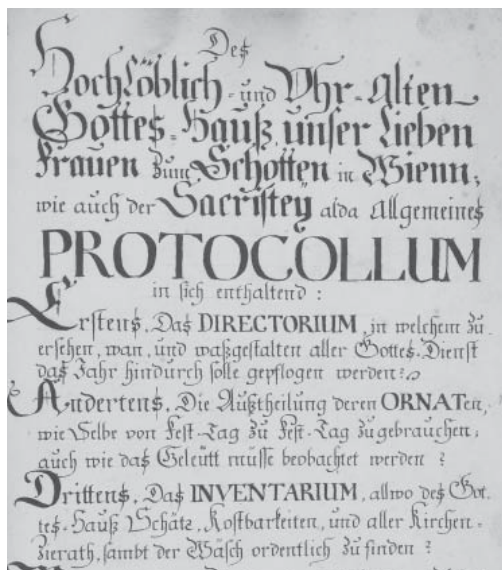 Des
HochLöblich- und Vhr-Alten
Gottes-Hauß, unser Lieben
Frauen zum Schotten in Wienn,
wie auch der Sacristey alda Allgemeines
PROTOCOLLUM
in sich enthaltend:
Erstens, Das DIRECTORIUM, in welchem zu
ersehen, wan, und waßgestalten aller Gottes-Dienst
das Jahr hindurch solle gepflogen werden:
Andertens, Die Außtheilung deren ORNATen,
wie Selbe von Fest-Tag zu Fest-Tag zugebrauchen,
auch wie das Geleütt müsse beobachtet werden:
Drittens, Das INVENTARIUM, allwo des Got-
tes-Hauß Schätz, Kostbarkeiten, und aller Kirchen-
Zierath, sambt der Wäsch ordentlich zu finden: